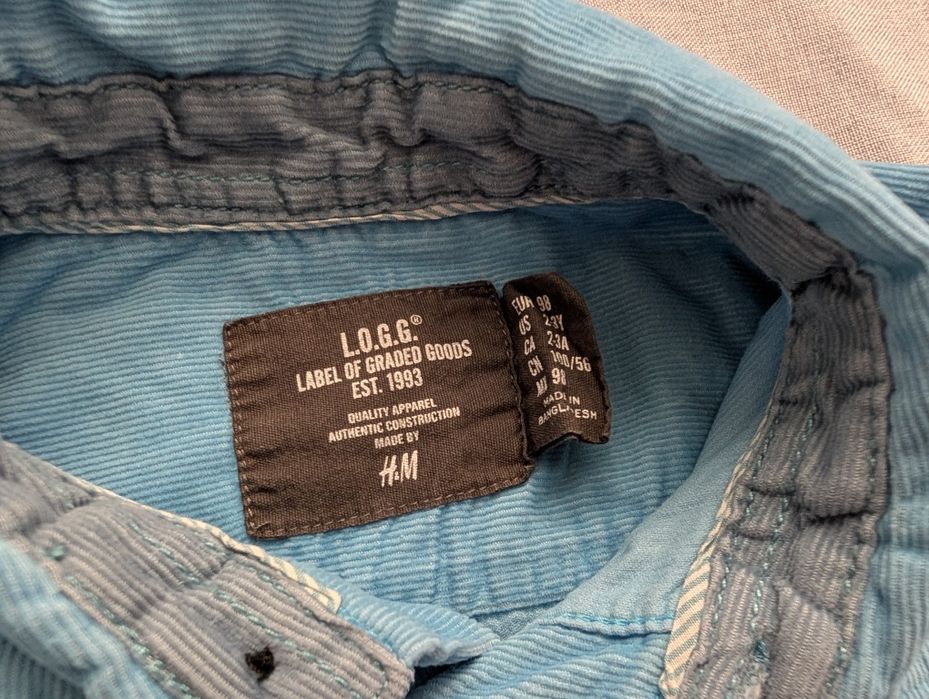 L.O.G.G.®
LABEL OF GRADED GOODS
EST. 1993
QUALITY APPAREL
AUTHENTIC CONSTRUCTION
MADE BY
H&M
EUR 98
US 2-3Y
CA 2-3A
CN 100/56
MX 98
MADE IN
BANGLADESH